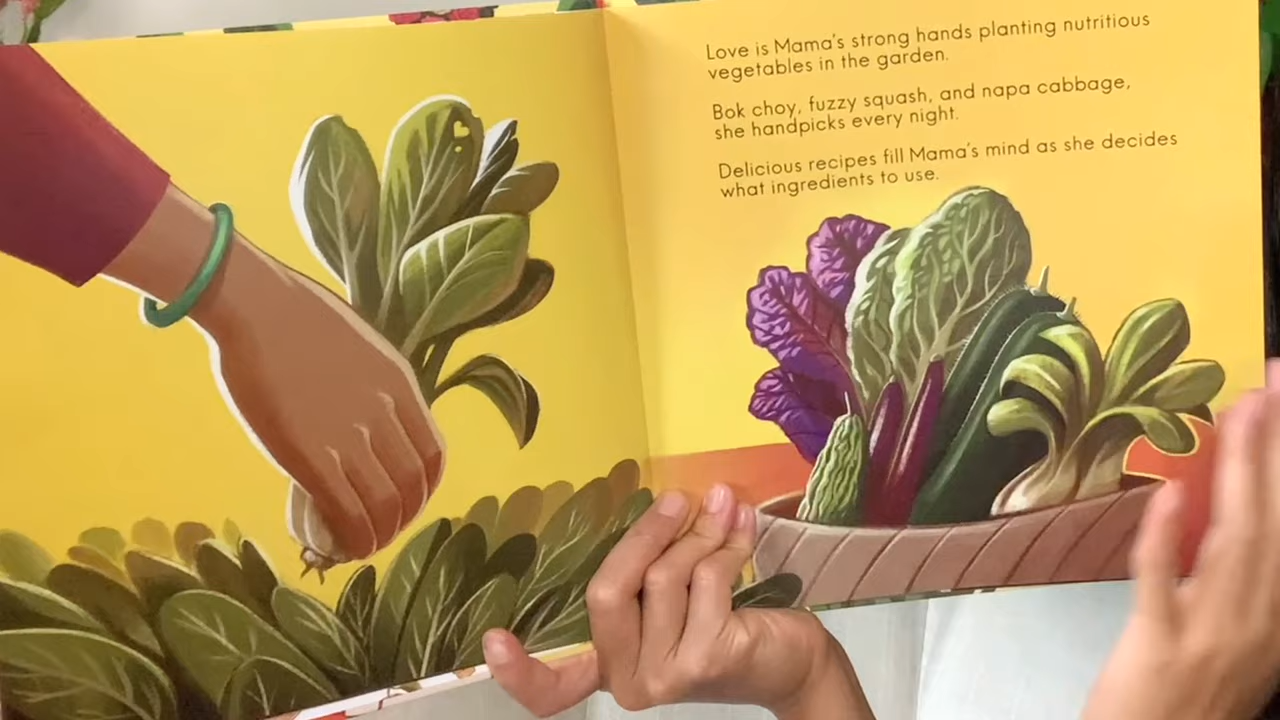 Love is Mama's strong hands planting nutritious
vegetables in the garden.
Bok choy, fuzzy squash, and napa cabbage,
she handpicks every night.
Delicious recipes fill Mama's mind as she decides
what ingredients to use.